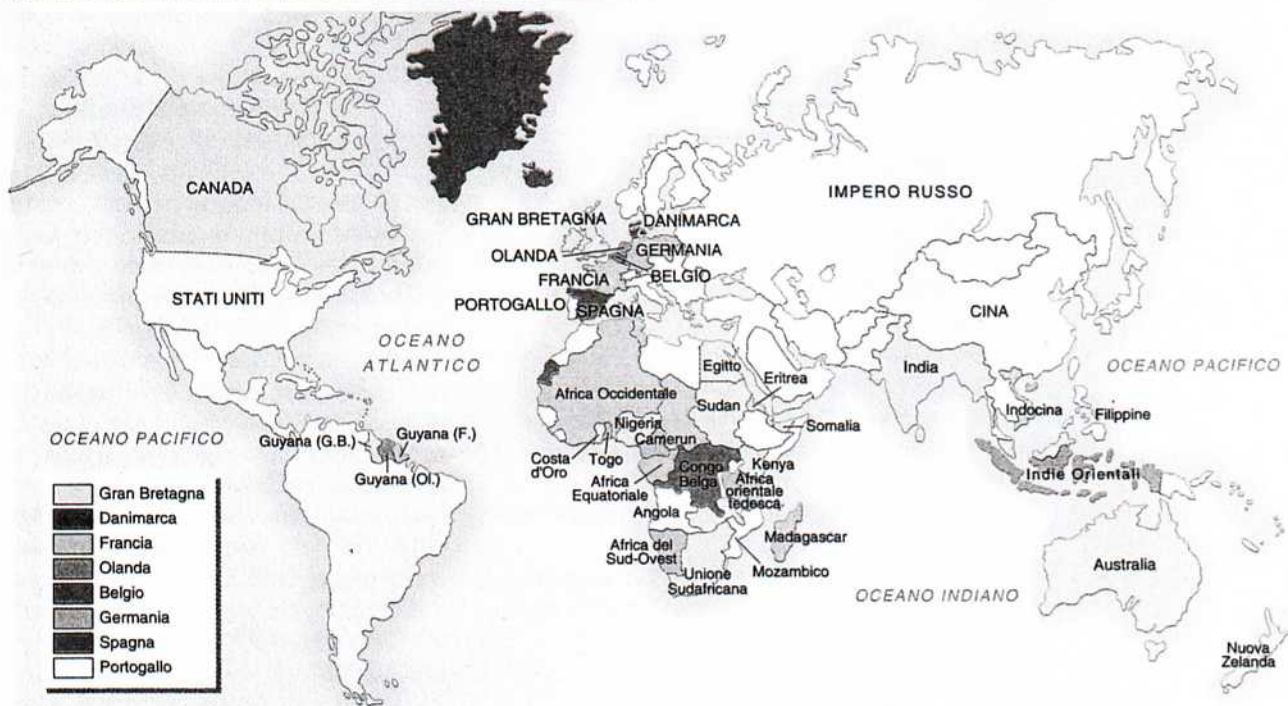 CANADA
STATI UNITI
OCEANO
ATLANTICO
OCEANO PACIFICO
Guyana (G.B.)
Guyana (F.)
Guyana (Ol.)
GRAN BRETAGNA
DANIMARCA
OLANDA
GERMANIA
BELGIO
FRANCIA
PORTOGALLO
SPAGNA
IMPERO RUSSO
CINA
OCEANO PACIFICO
India
Indocina
Filippine
Indie Orientali
Egitto
Eritrea
Africa Occidentale
Sudan
Somalia
Nigeria
Camerun
Costa
d'Oro
Togo
Africa
Equatoriale
Congo
Belga
Kenya
Africa
orientale
Tedesca
Angola
Madagascar
Africa del
Sud-Ovest
Mozambico
Unione
Sudafricana
OCEANO INDIANO
Australia
Nuova
Zelanda
Gran Bretagna
Danimarca
Francia
Olanda
Belgio
Germania
Spagna
Portogallo